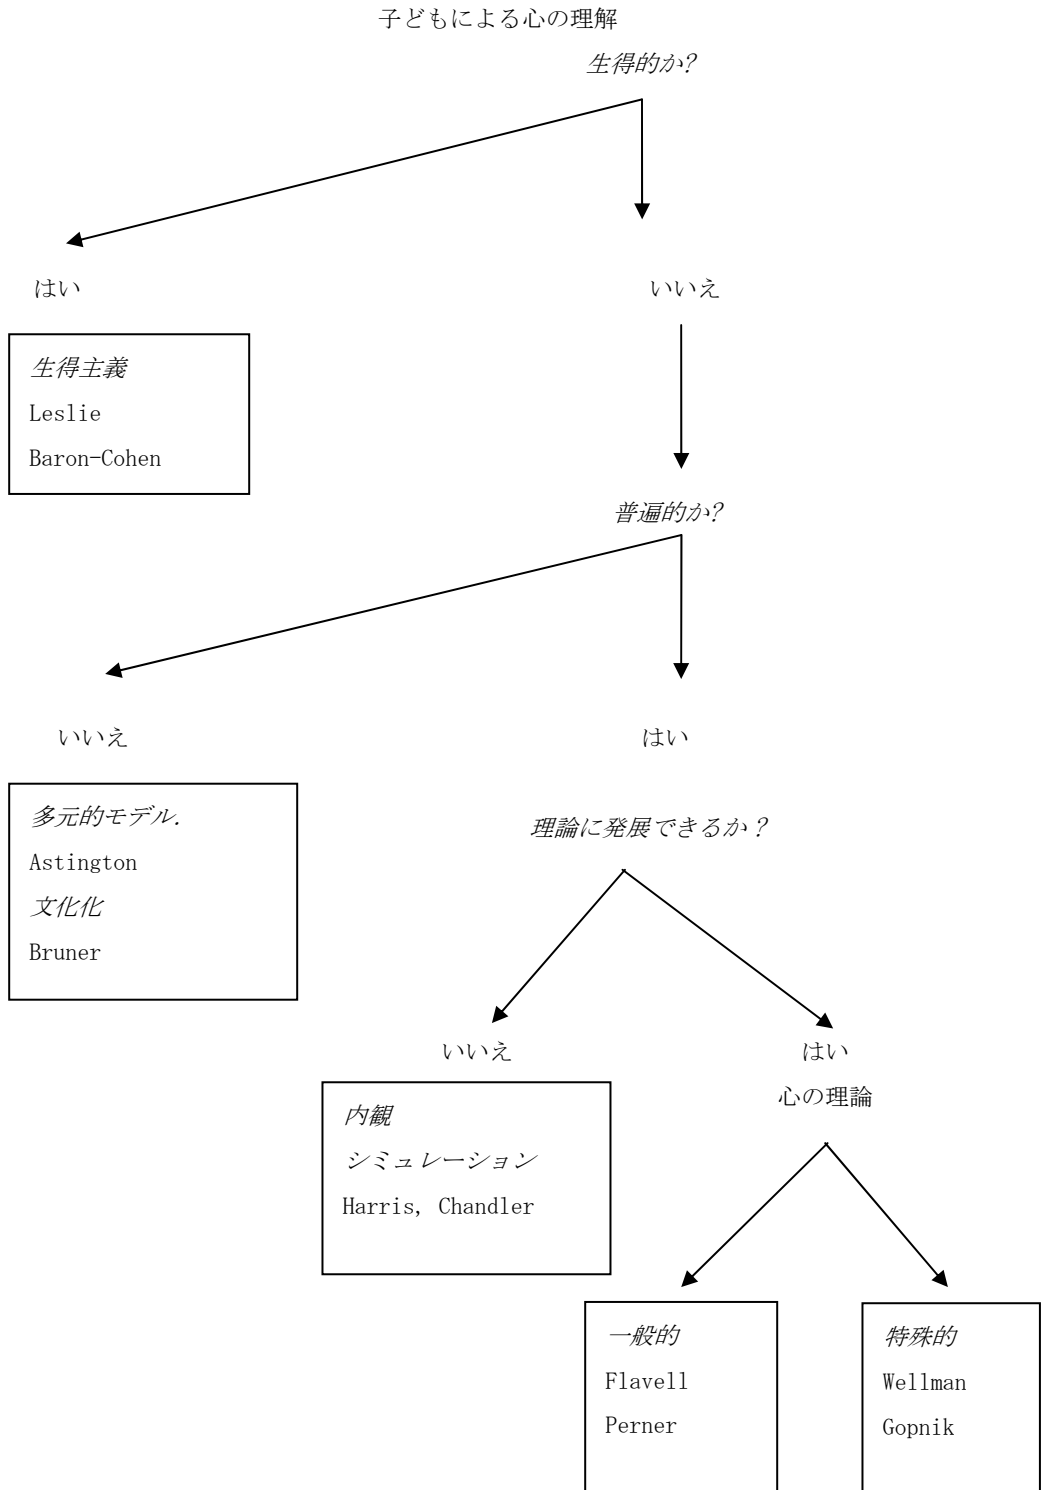 子どもによる心の理解
生得的か?
はい
いいえ
生得主義
Leslie
Baron-Cohen
普遍的か?
いいえ
はい
多元的モデル.
Astington
文化化
Bruner
理論に発展できるか？
いいえ
はい
心の理論
内観
シミュレーション
Harris, Chandler
一般的
Flavell
Perner
特殊的
Wellman
Gopnik